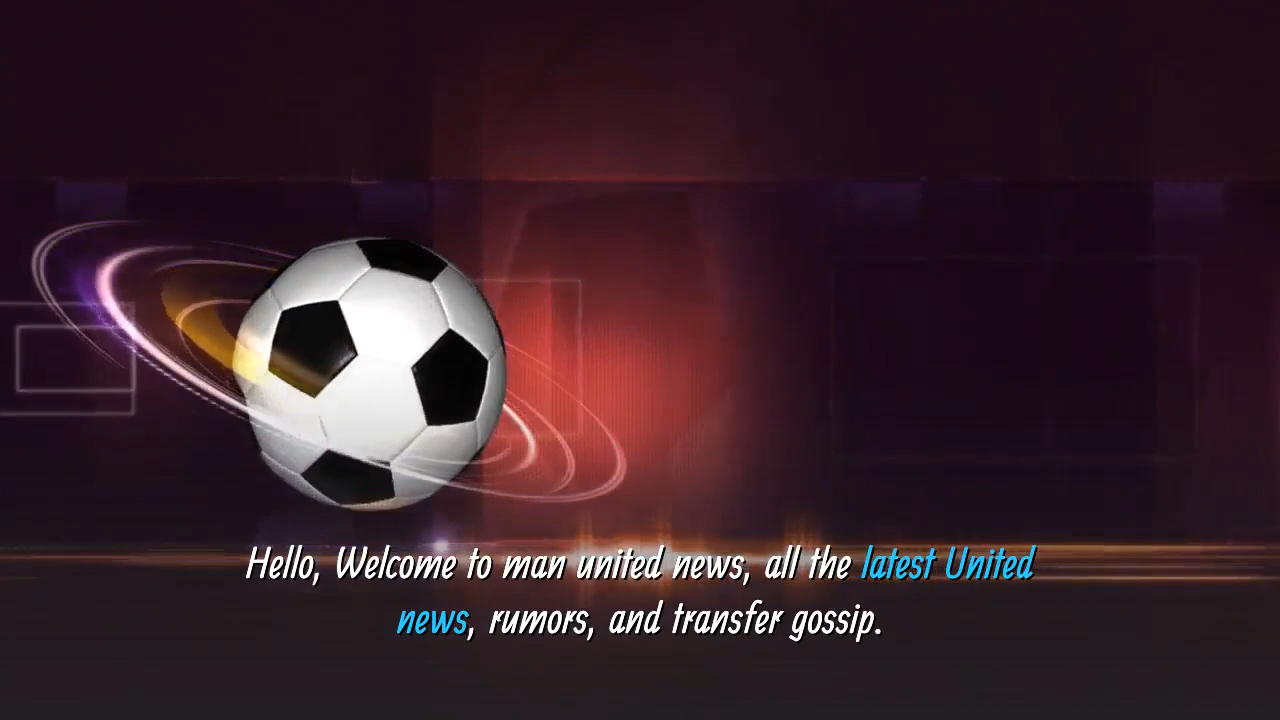 Hello, Welcome to man united news, all the latest United
news, rumors, and transfer gossip.